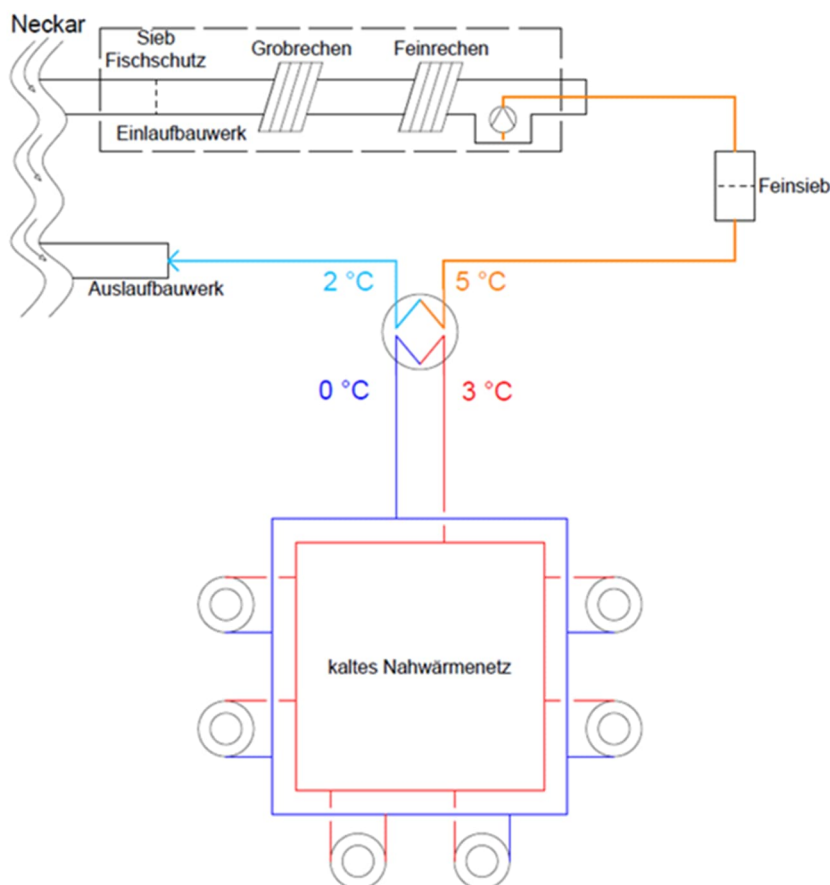 Neckar
Sieb
Fischschutz
Grobrechen
Feinrechen
Einlaufbauwerk
Feinsieb
Auslaufbauwerk
2 °C
5 °C
0 °C
3 °C
kaltes Nahwärmenetz